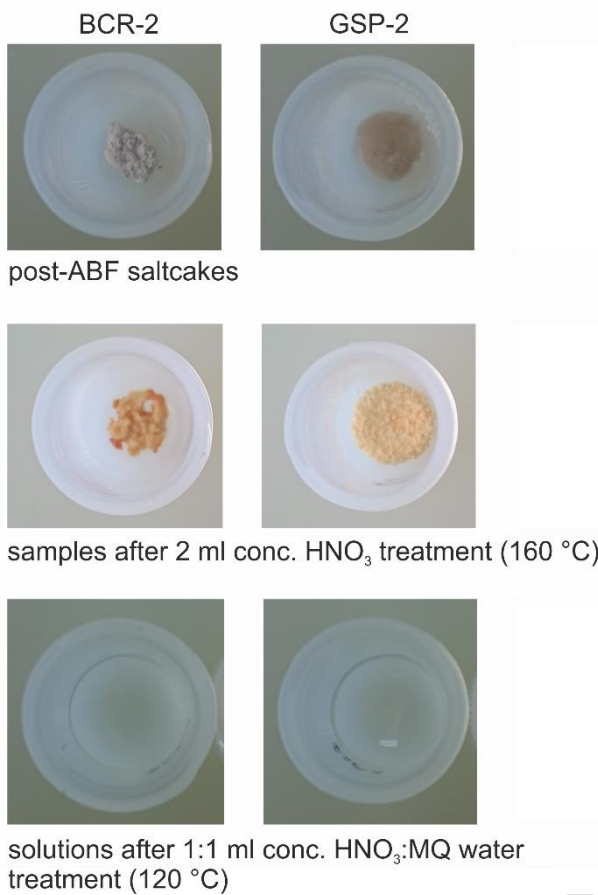 BCR-2 GSP-2
post-ABF saltcakes
samples after 2 ml conc. HNO₃ treatment (160 °C)
solutions after 1:1 ml conc. HNO₃:MQ water
treatment (120 °C)